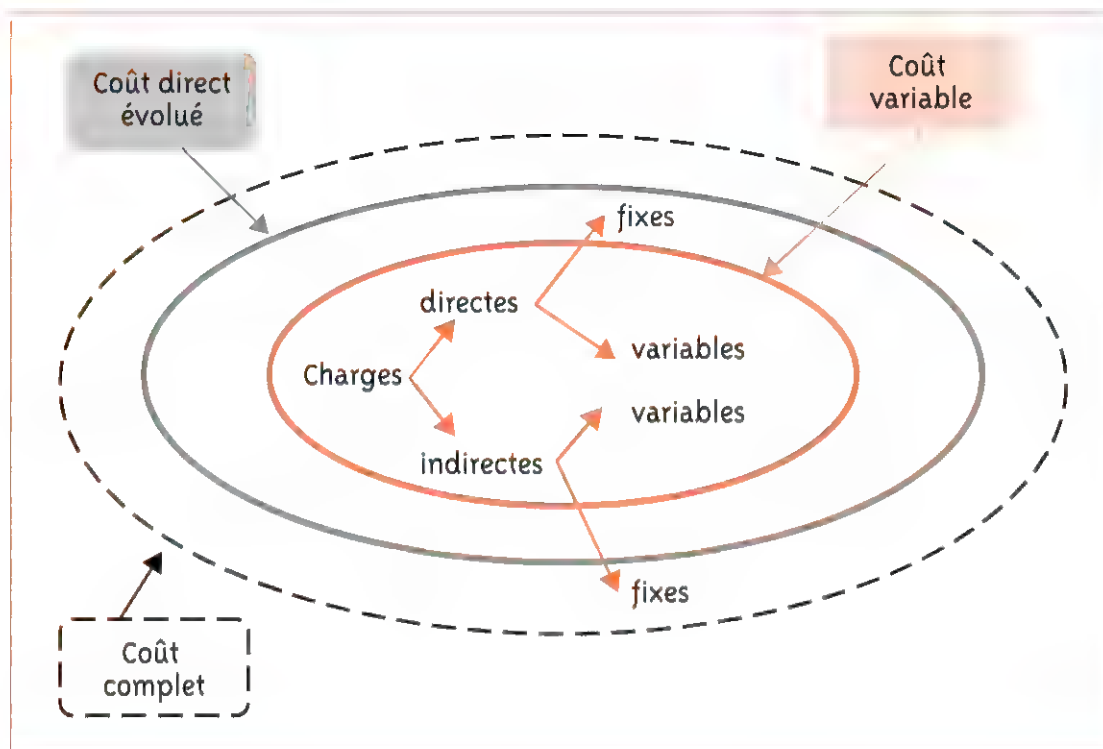 Coût direct
évolué
Coût
variable
fixes
directes
variables
Charges
variables
indirectes
fixes
Coût
complet